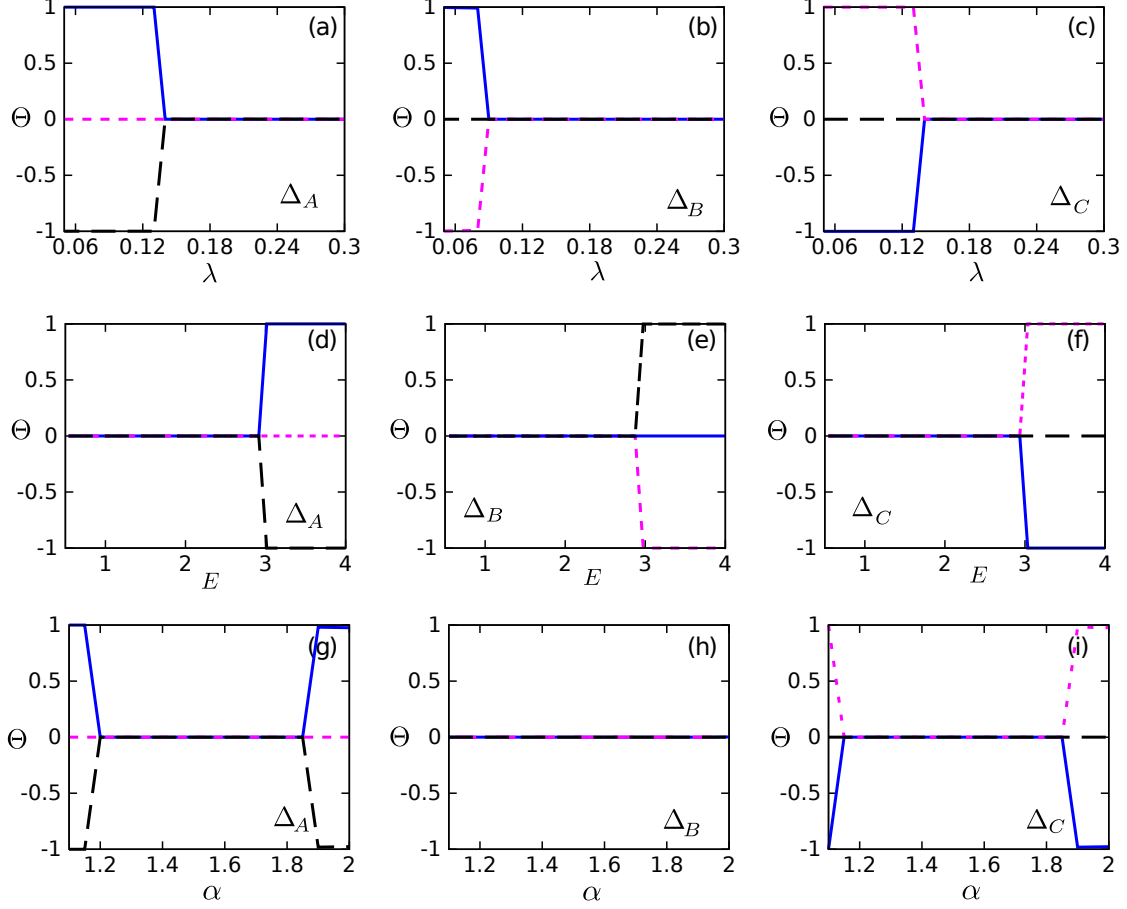 1 (a) 1 (b) 1 (c)
0.5 0.5 0.5
Θ 0 Θ 0 Θ 0
-0.5 Δ_A -0.5 Δ_B -0.5 Δ_C
-1 -1 -1
0.06 0.12 0.18 0.24 0.3 0.06 0.12 0.18 0.24 0.3 0.06 0.12 0.18 0.24 0.3
λ λ λ
1 (d) 1 (e) 1 (f)
0.5 0.5 0.5
Θ 0 Θ 0 Θ 0
-0.5 Δ_A -0.5 Δ_B -0.5 Δ_C
-1 -1 -1
1 2 3 4 1 2 3 4 1 2 3 4
E E E
1 (g) 1 (h) 1 (i)
0.5 0.5 0.5
Θ 0 Θ 0 Θ 0
-0.5 Δ_A -0.5 Δ_B -0.5 Δ_C
-1 -1 -1
1.2 1.4 1.6 1.8 2 1.2 1.4 1.6 1.8 2 1.2 1.4 1.6 1.8 2
α α α